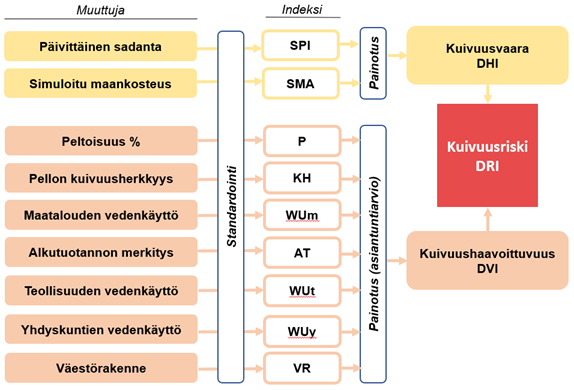 Muuttuja
Indeksi
Päivittäinen sadanta
SPI
Simuloitu maankosteus
SMA
Painotus
Kuivuusvaara
DHI
Standardointi
Peltoisuus %
P
Pellon kuivuusherkkyys
KH
Maatalouden vedenkäyttö
WUm
Alkutuotannon merkitys
AT
Teollisuuden vedenkäyttö
WUt
Yhdyskuntien vedenkäyttö
WUy
Väestörakenne
VR
Painotus (asiantuntiarvio)
Kuivuusriski
DRI
Kuivuushaavoittuvuus
DVI